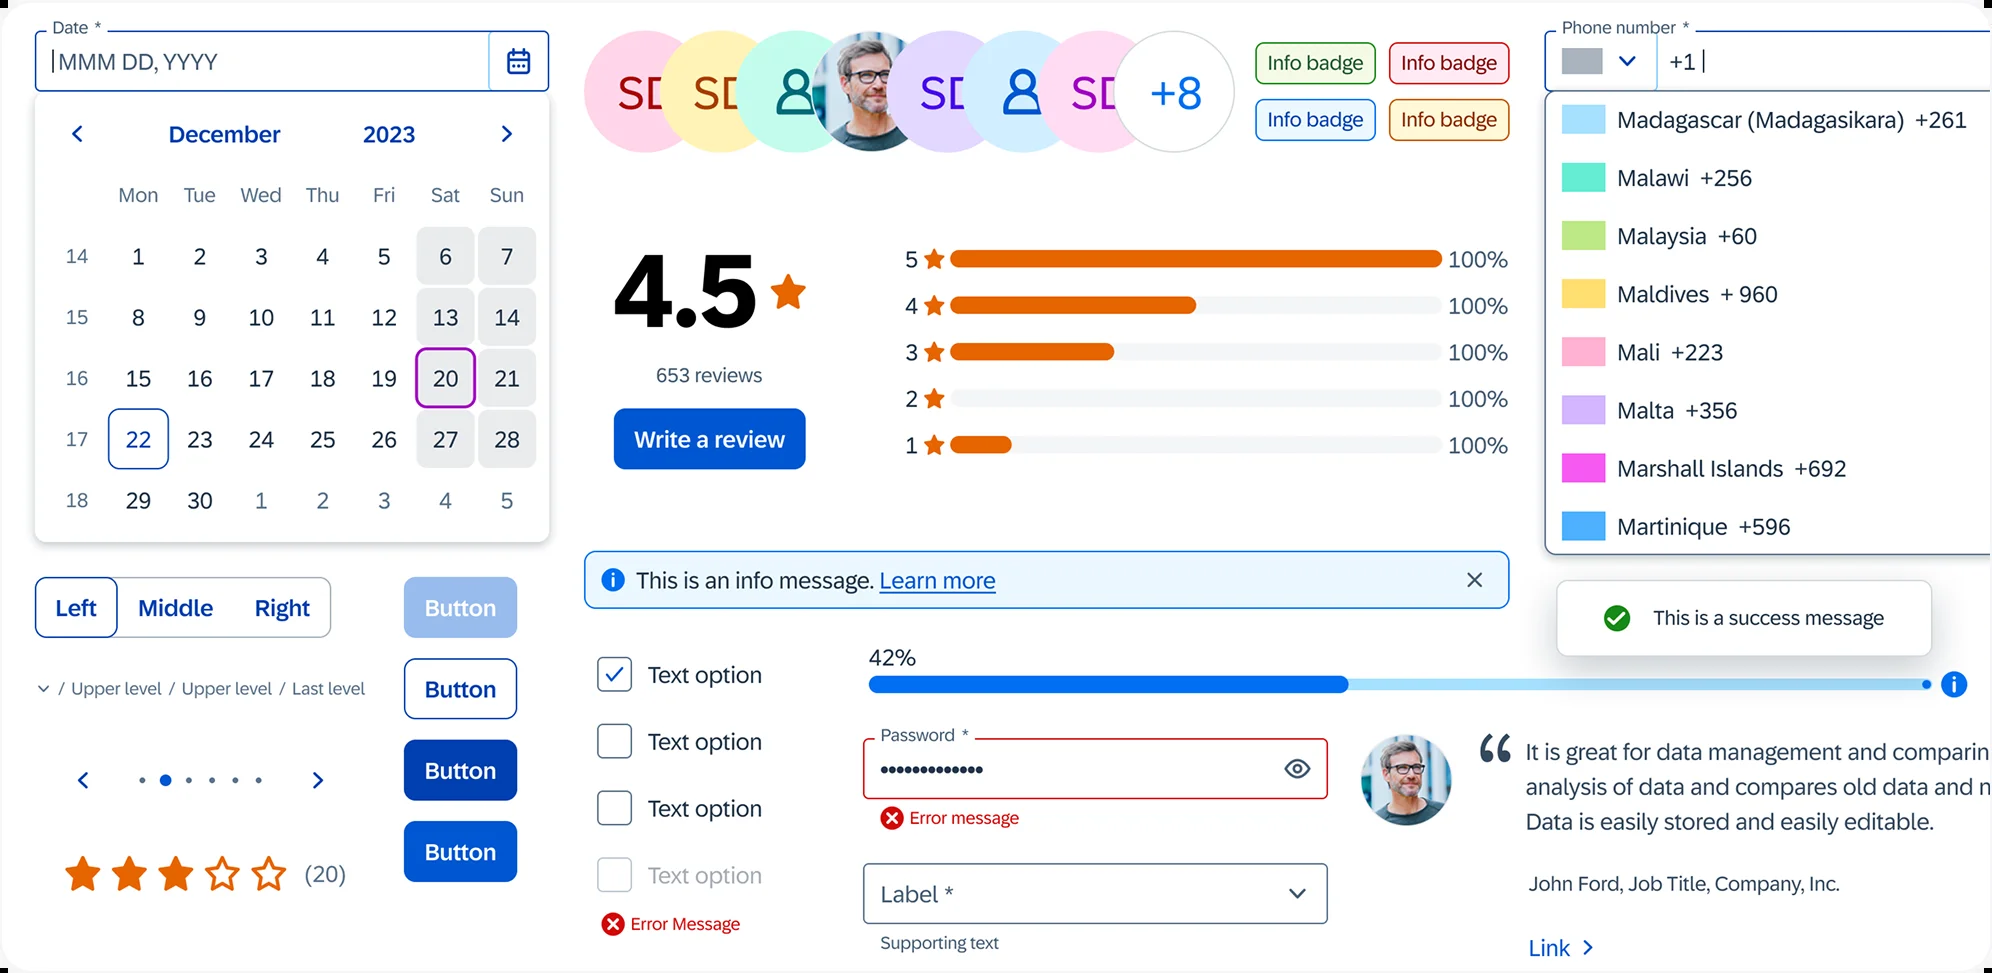 Date *
MMM DD, YYYY
December 2023
Mon Tue Wed Thu Fri Sat Sun
14 1 2 3 4 5 6 7
15 8 9 10 11 12 13 14
16 15 16 17 18 19 20 21
17 22 23 24 25 26 27 28
18 29 30 1 2 3 4 5
Left Middle Right
/ Upper level / Upper level / Last level
(20)
Button
Button
Button
Button
SD SD SD SD +8
Info badge Info badge
Info badge Info badge
4.5
653 reviews
Write a review
5 100%
4 100%
3 100%
2 100%
1 100%
This is an info message. Learn more
Text option
Text option
Text option
Text option
Error Message
42%
Password *
Error message
Label *
Supporting text
Phone number *
+1
Madagascar (Madagasikara) +261
Malawi +256
Malaysia +60
Maldives + 960
Mali +223
Malta +356
Marshall Islands +692
Martinique +596
This is a success message
“ It is great for data management and comparin
analysis of data and compares old data and n
Data is easily stored and easily editable.
John Ford, Job Title, Company, Inc.
Link